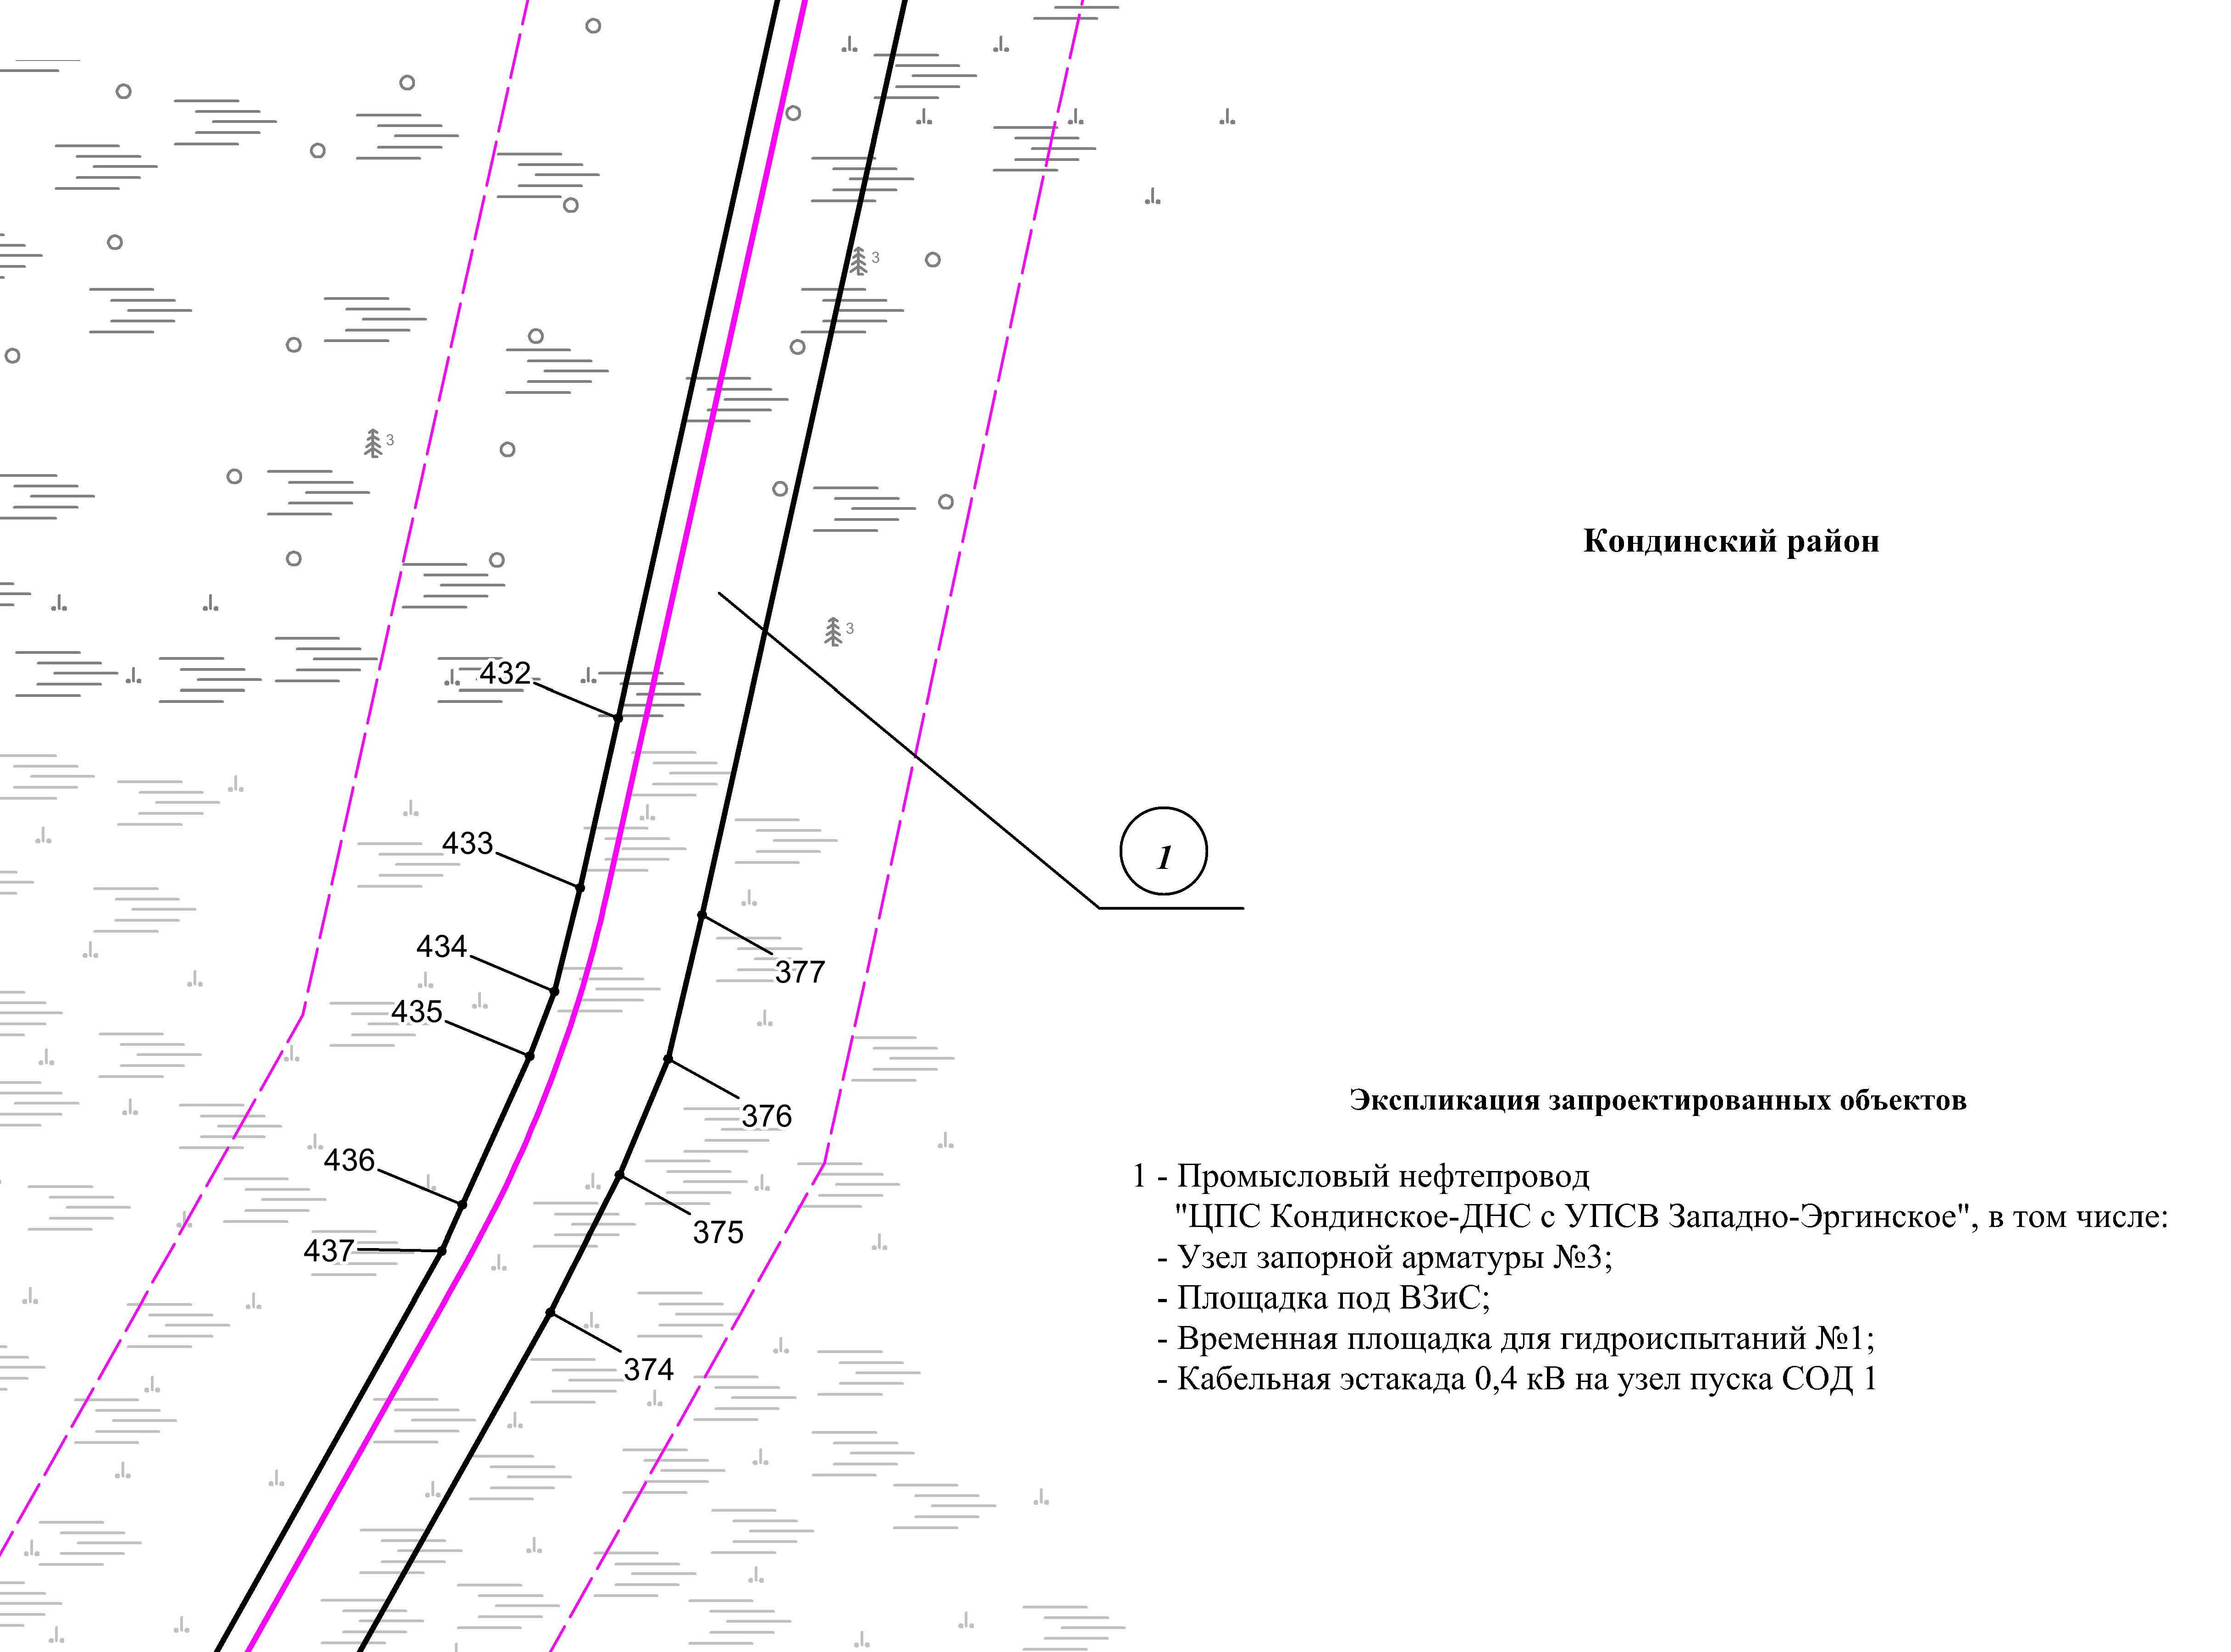 3
3
Кондинский район
3
432
433
1
434
377
435
376
Экспликация запроектированных объектов
436
1 - Промысловый нефтепровод
"ЦПС Кондинское-ДНС с УПСВ Западно-Эргинское", в том числе:
375
437
- Узел запорной арматуры №3;
- Площадка под ВЗиС;
- Временная площадка для гидроиспытаний №1;
374
- Кабельная эстакада 0,4 кВ на узел пуска СОД 1